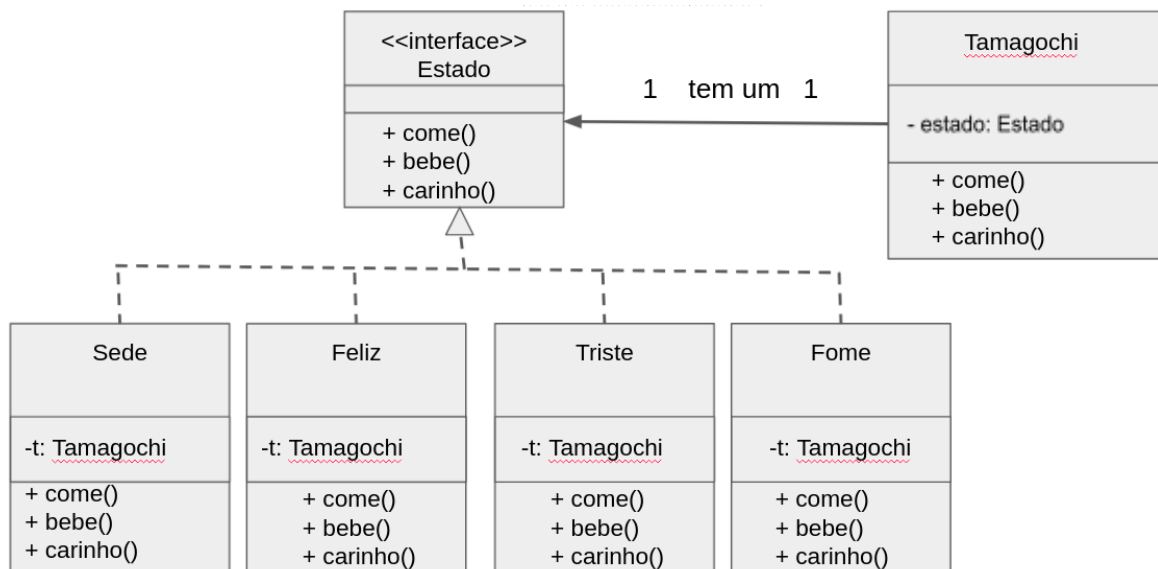 <<interface>>
Estado
+ come()
+ bebe()
+ carinho()
1 tem um 1
Tamagochi
- estado: Estado
+ come()
+ bebe()
+ carinho()
Sede
-t: Tamagochi
+ come()
+ bebe()
+ carinho()
Feliz
-t: Tamagochi
+ come()
+ bebe()
+ carinho()
Triste
-t: Tamagochi
+ come()
+ bebe()
+ carinho()
Fome
-t: Tamagochi
+ come()
+ bebe()
+ carinho()